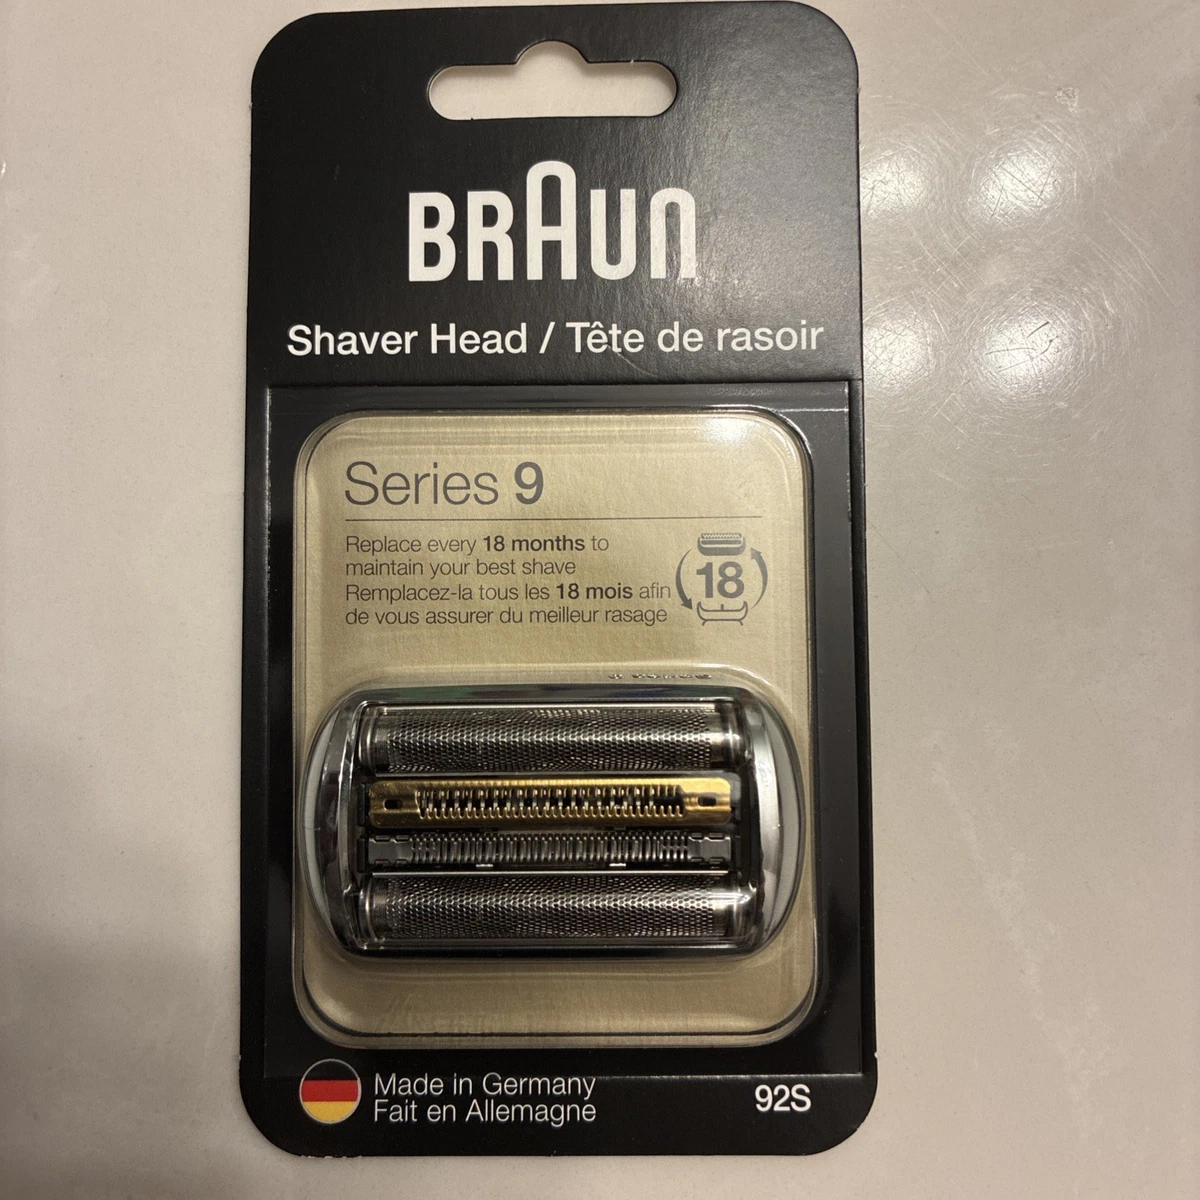 BRAUN
Shaver Head / Tête de rasoir
Series 9
Replace every 18 months to
maintain your best shave
Remplacez-la tous les 18 mois afin
de vous assurer du meilleur rasage
18
Made in Germany
Fait en Allemagne
92S